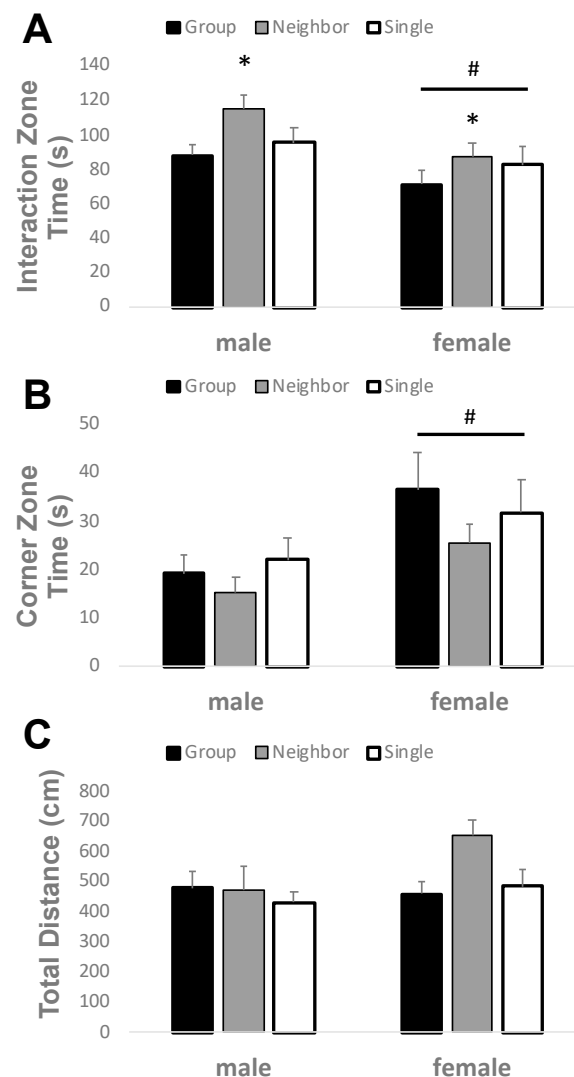 A
Group Neighbor Single
Interaction Zone
Time (s)
140
120
100
80
60
40
20
0
*
#
*
male female
B
Group Neighbor Single
Corner Zone
Time (s)
50
40
30
20
10
0
#
male female
C
Group Neighbor Single
Total Distance (cm)
800
700
600
500
400
300
200
100
0
male female